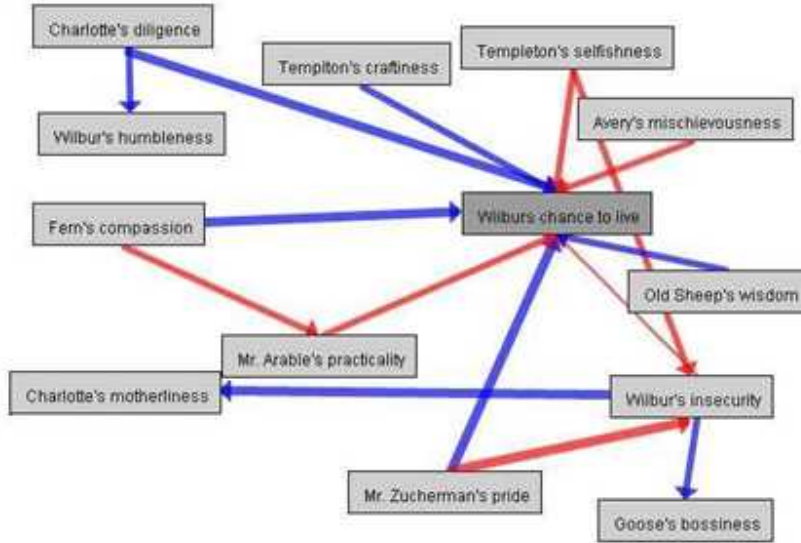 Charlotte's diligence
Templton's craftiness
Templeton's selfishness
Avery's mischievousness
Wilbur's humbleness
Wilburs chance to live
Fern's compassion
Old Sheep's wisdom
Mr. Arable's practicality
Charlotte's motherliness
Wilbur's insecurity
Mr. Zucherman's pride
Goose's bossiness